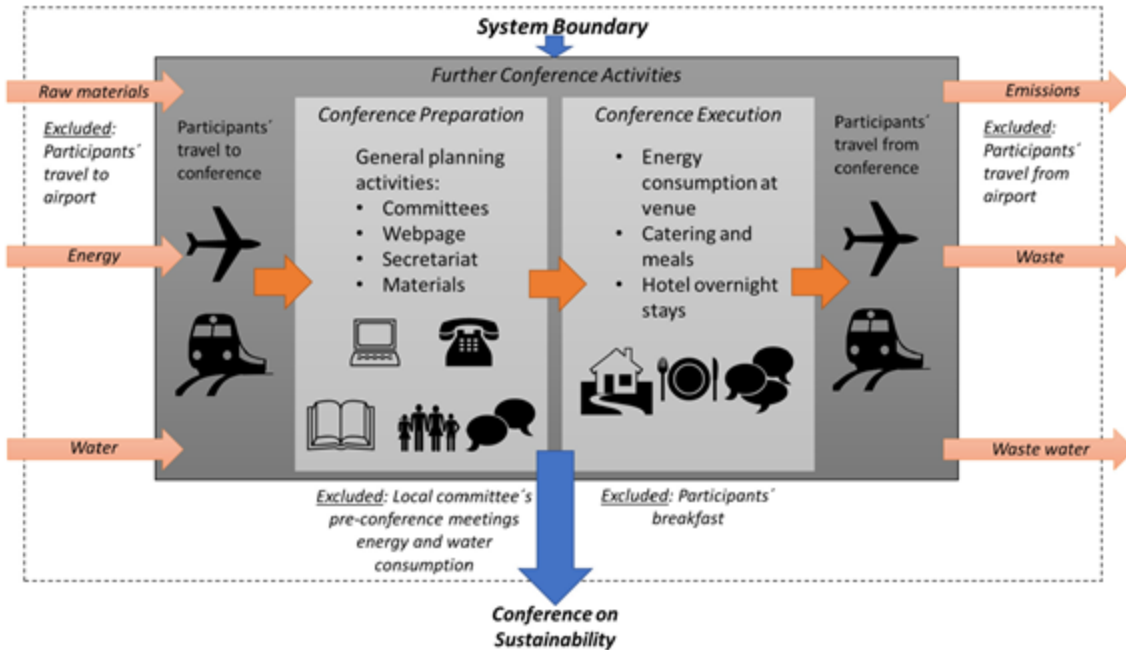 System Boundary
Further Conference Activities
Raw materials
Excluded:
Participants´
travel to
airport
Energy
Water
Participants´
travel to
conference
Conference Preparation
General planning
activities:
• Committees
• Webpage
• Secretariat
• Materials
Conference Execution
• Energy
consumption at
venue
• Catering and
meals
• Hotel overnight
stays
Participants´
travel from
conference
Emissions
Excluded:
Participants´
travel from
airport
Waste
Waste water
Excluded: Local committee´s
pre-conference meetings
energy and water
consumption
Excluded: Participants´
breakfast
Conference on
Sustainability